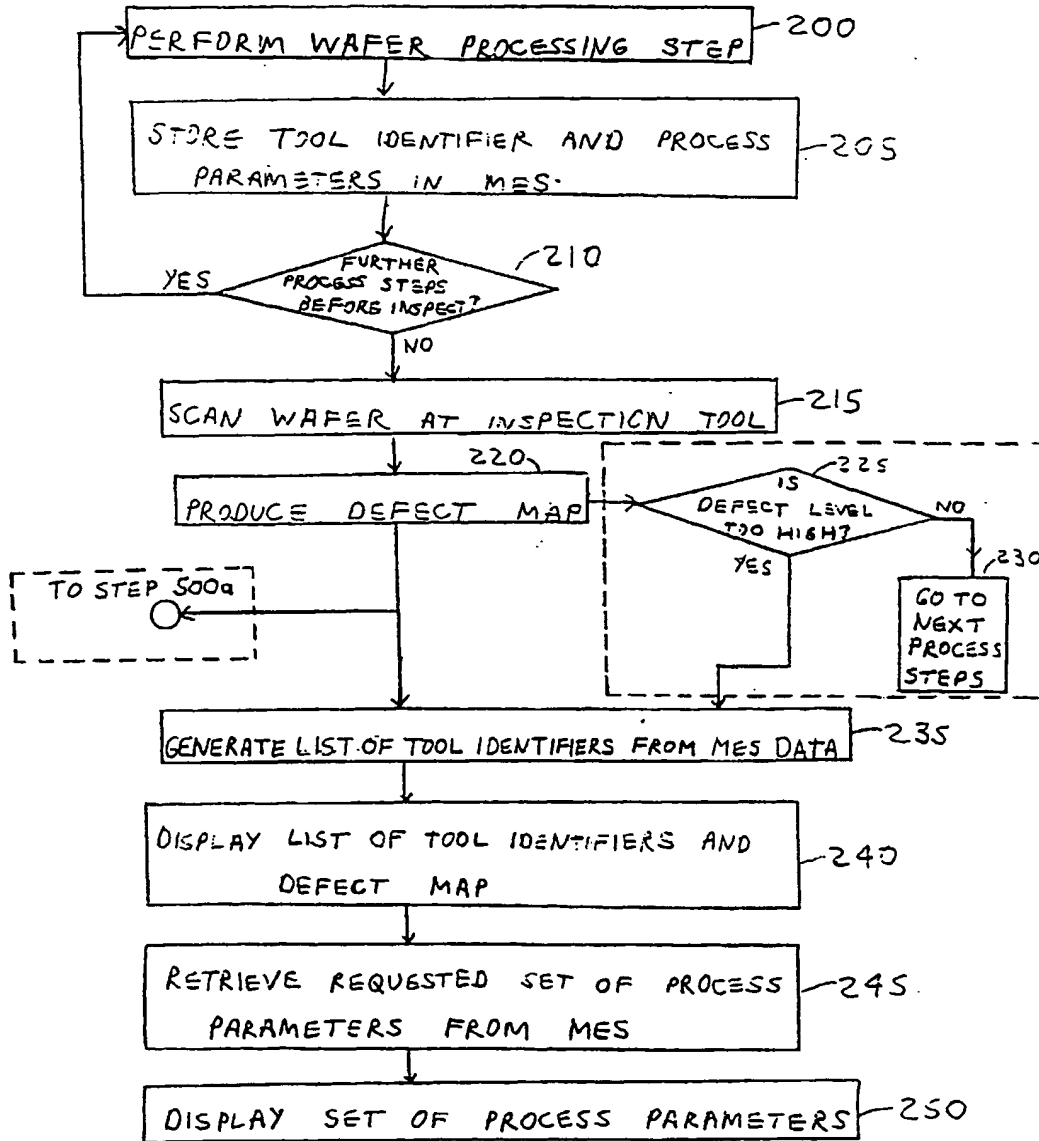 PERFORM WAFER PROCESSING STEP
200
STORE TOOL IDENTIFIER AND PROCESS
PARAMETERS IN MES.
205
FURTHER
PROCESS STEPS
BEFORE INSPECT?
210
YES
NO
SCAN WAFER AT INSPECTION TOOL
215
220
PRODUCE DEFECT MAP
225
IS
DEFECT LEVEL
TOO HIGH?
NO
YES
230
GO TO
NEXT
PROCESS
STEPS
TO STEP 500a
GENERATE LIST OF TOOL IDENTIFIERS FROM MES DATA
235
DISPLAY LIST OF TOOL IDENTIFIERS AND
DEFECT MAP
240
RETRIEVE REQUESTED SET OF PROCESS
PARAMETERS FROM MES
245
DISPLAY SET OF PROCESS PARAMETERS
250